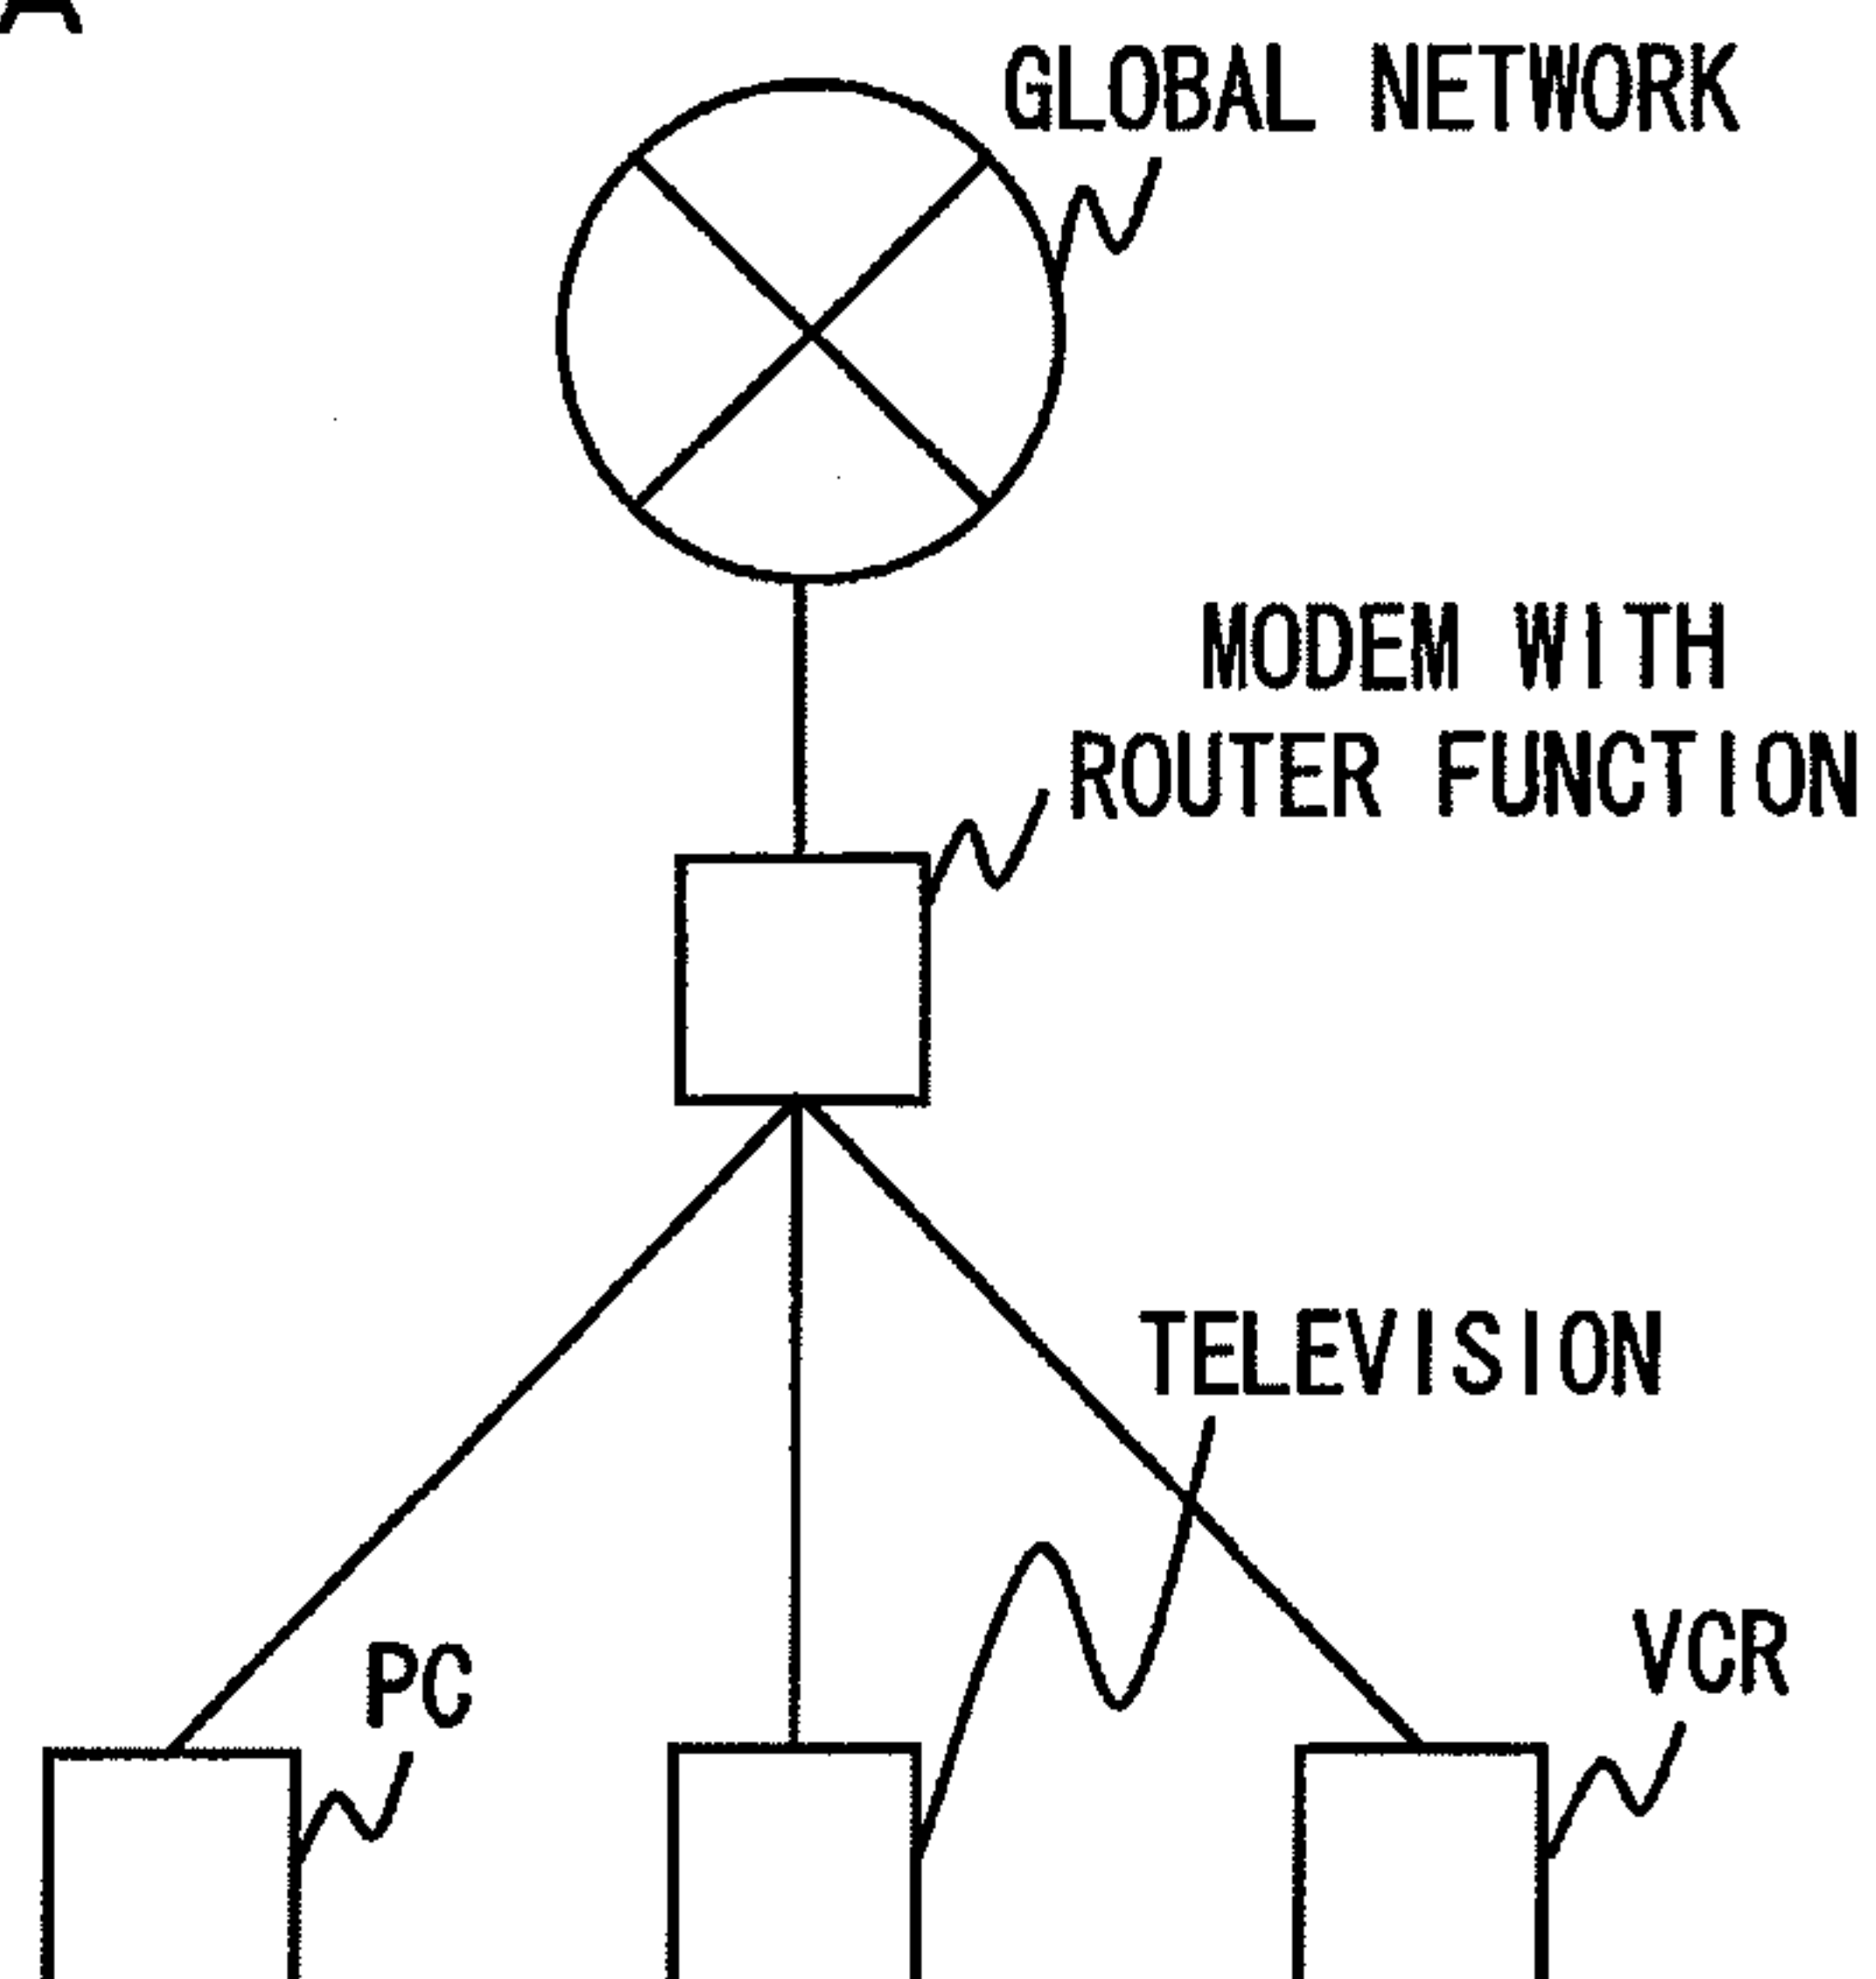 A
GLOBAL NETWORK
MODEM WITH
ROUTER FUNCTION
TELEVISION
VCR
PC